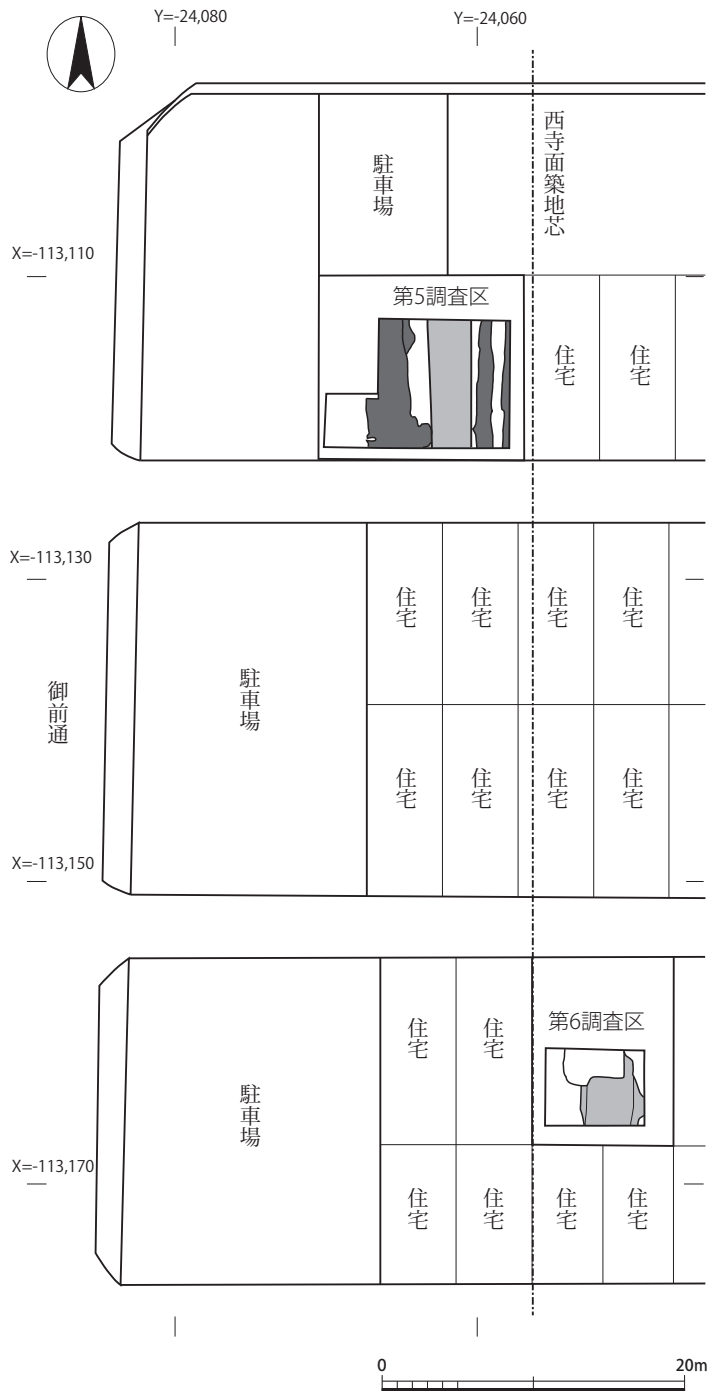 Y=-24,080
Y=-24,060
西寺面築地芯
駐車場
X=-113,110
第5調査区
住宅
住宅
X=-113,130
住宅
住宅
住宅
住宅
御前通
駐車場
住宅
住宅
住宅
住宅
X=-113,150
第6調査区
住宅
住宅
駐車場
X=-113,170
住宅
住宅
住宅
住宅
0
20m